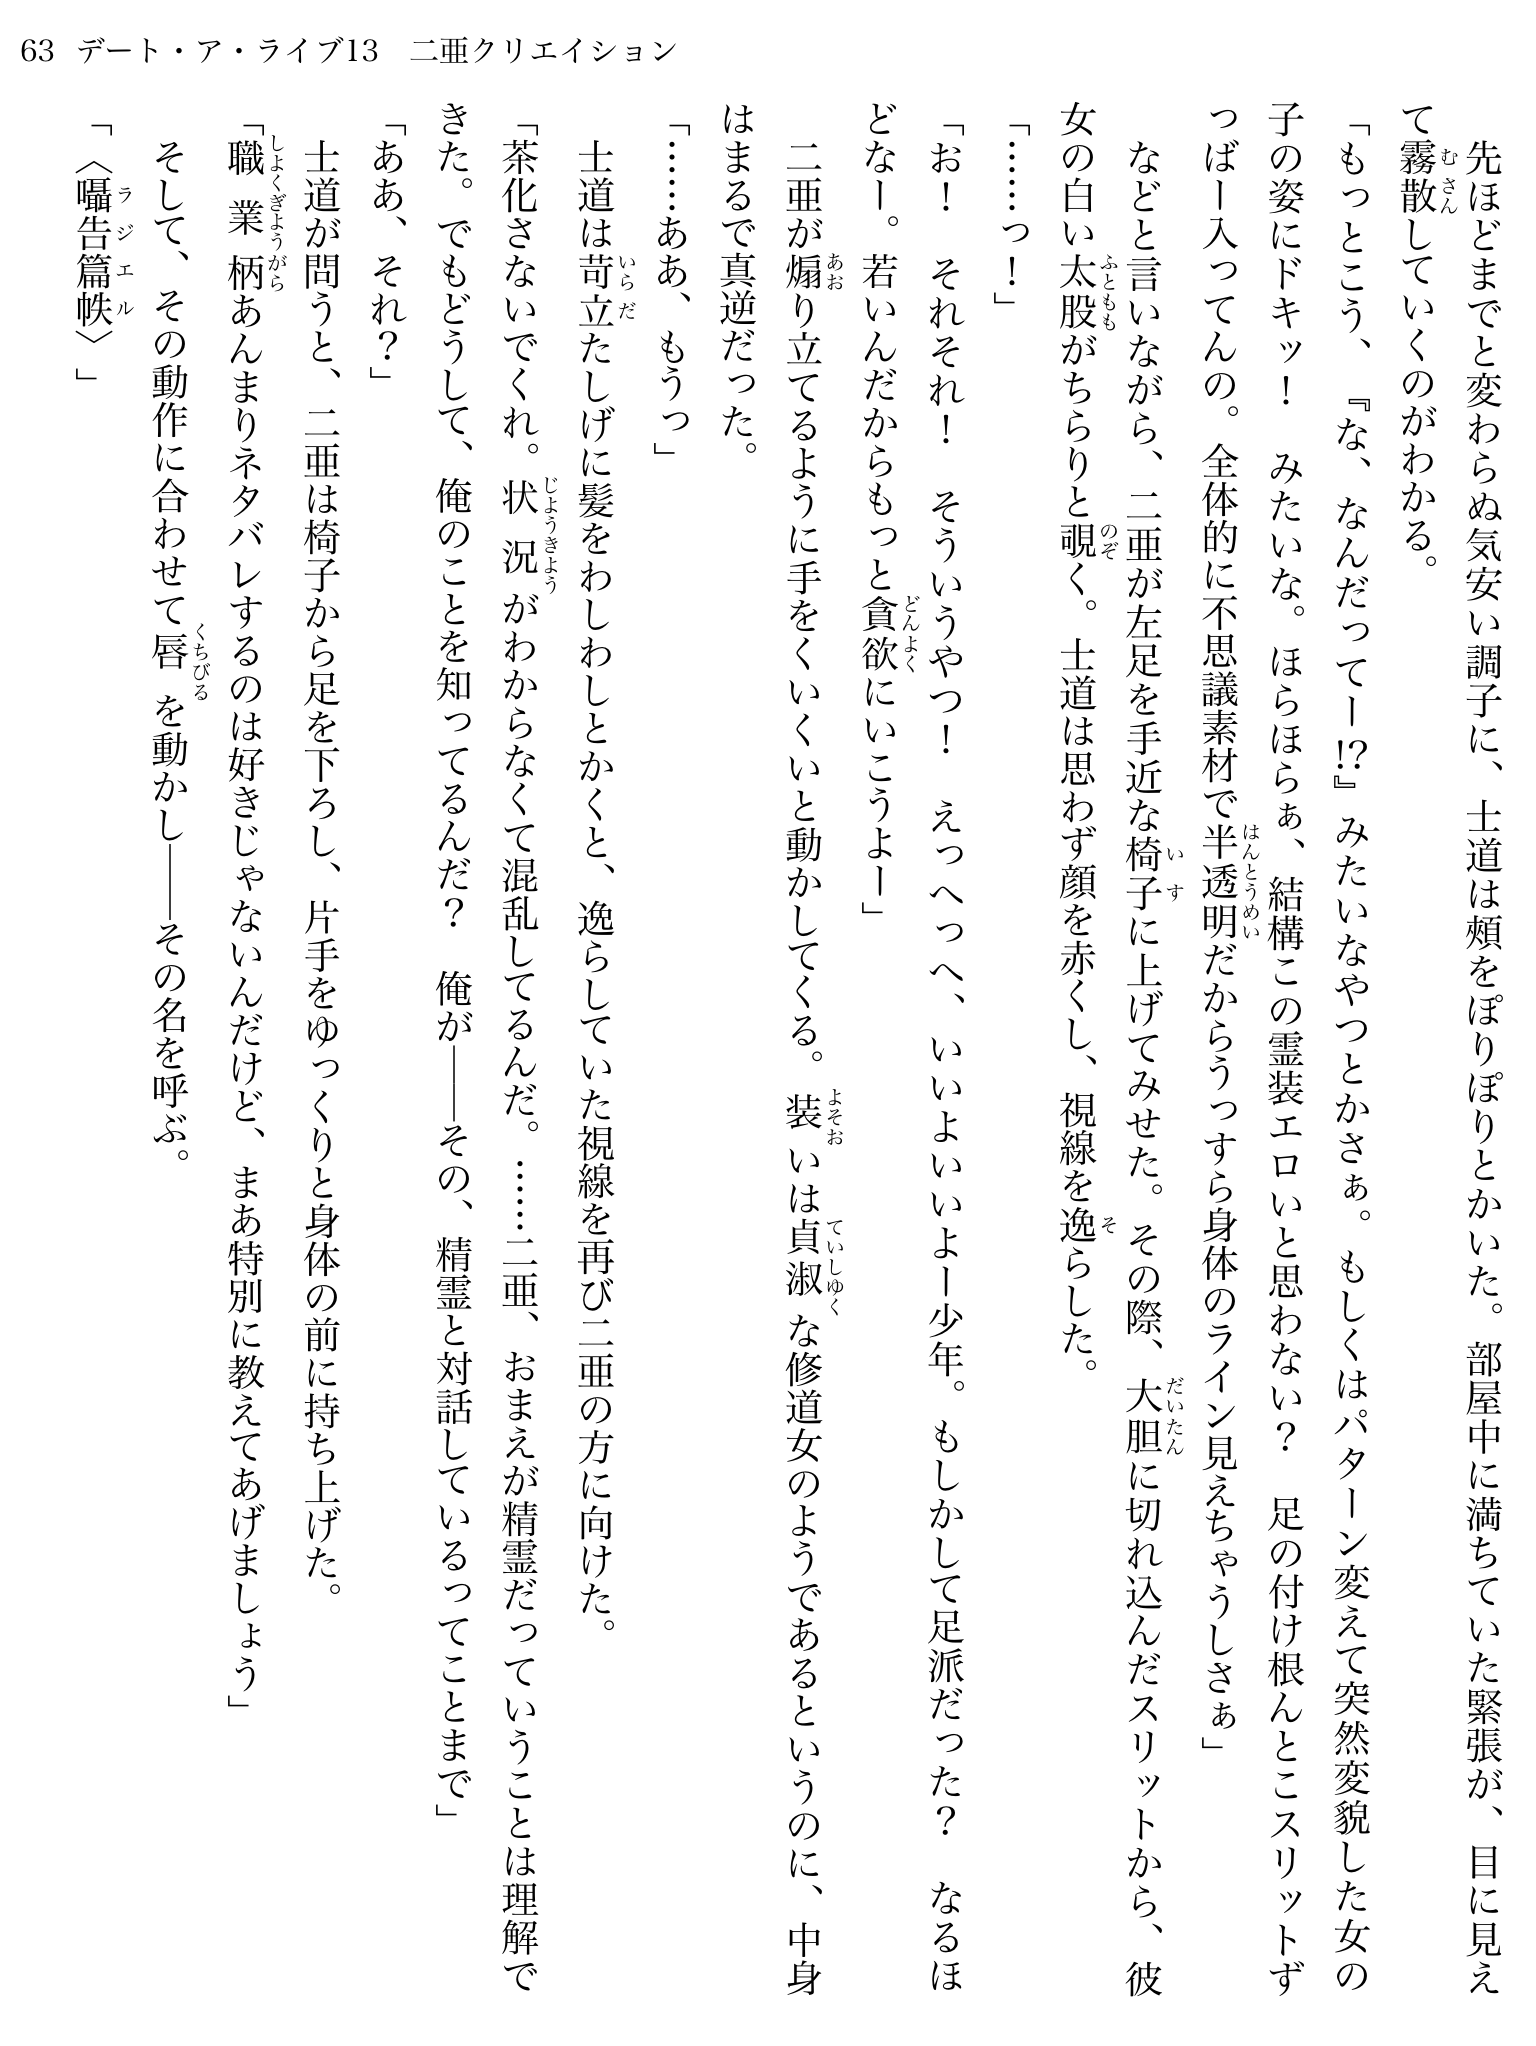 63 デート・ア・ライブ13　二亜クリエイション
　先ほどまでと変わらぬ気安い調子に、士道は頰をぽりぽりとかいた。部屋中に満ちていた緊張が、目に見え
て霧散していくのがわかる。
「もっとこう、『な、なんだってー!?』みたいなやつとかさぁ。もしくはパターン変えて突然変貌した女の
子の姿にドキッ！　みたいな。ほらほらぁ、結構この霊装エロいと思わない？　足の付け根んとこスリットず
っばー入ってんの。全体的に不思議素材で半透明だからうっすら身体のライン見えちゃうしさぁ」
　などと言いながら、二亜が左足を手近な椅子に上げてみせた。その際、大胆に切れ込んだスリットから、彼
女の白い太股がちらりと覗く。士道は思わず顔を赤くし、視線を逸らした。
「……っ！」
「お！　それそれ！　そういうやつ！　えっへっへ、いいよいいよー少年。もしかして足派だった？　なるほ
どなー。若いんだからもっと貪欲にいこうよー」
　二亜が煽り立てるように手をくいくいと動かしてくる。装いは貞淑な修道女のようであるというのに、中身
はまるで真逆だった。
「……ああ、もうっ」
　士道は苛立たしげに髪をわしわしとかくと、逸らしていた視線を再び二亜の方に向けた。
「茶化さないでくれ。状況がわからなくて混乱してるんだ。……二亜、おまえが精霊だっていうことは理解で
きた。でもどうして、俺のことを知ってるんだ？　俺が――その、精霊と対話しているってことまで」
「ああ、それ？」
　士道が問うと、二亜は椅子から足を下ろし、片手をゆっくりと身体の前に持ち上げた。
「職業柄あんまりネタバレするのは好きじゃないんだけど、まあ特別に教えてあげましょう」
　そして、その動作に合わせて唇を動かし――その名を呼ぶ。
「〈囁告篇帙〉」